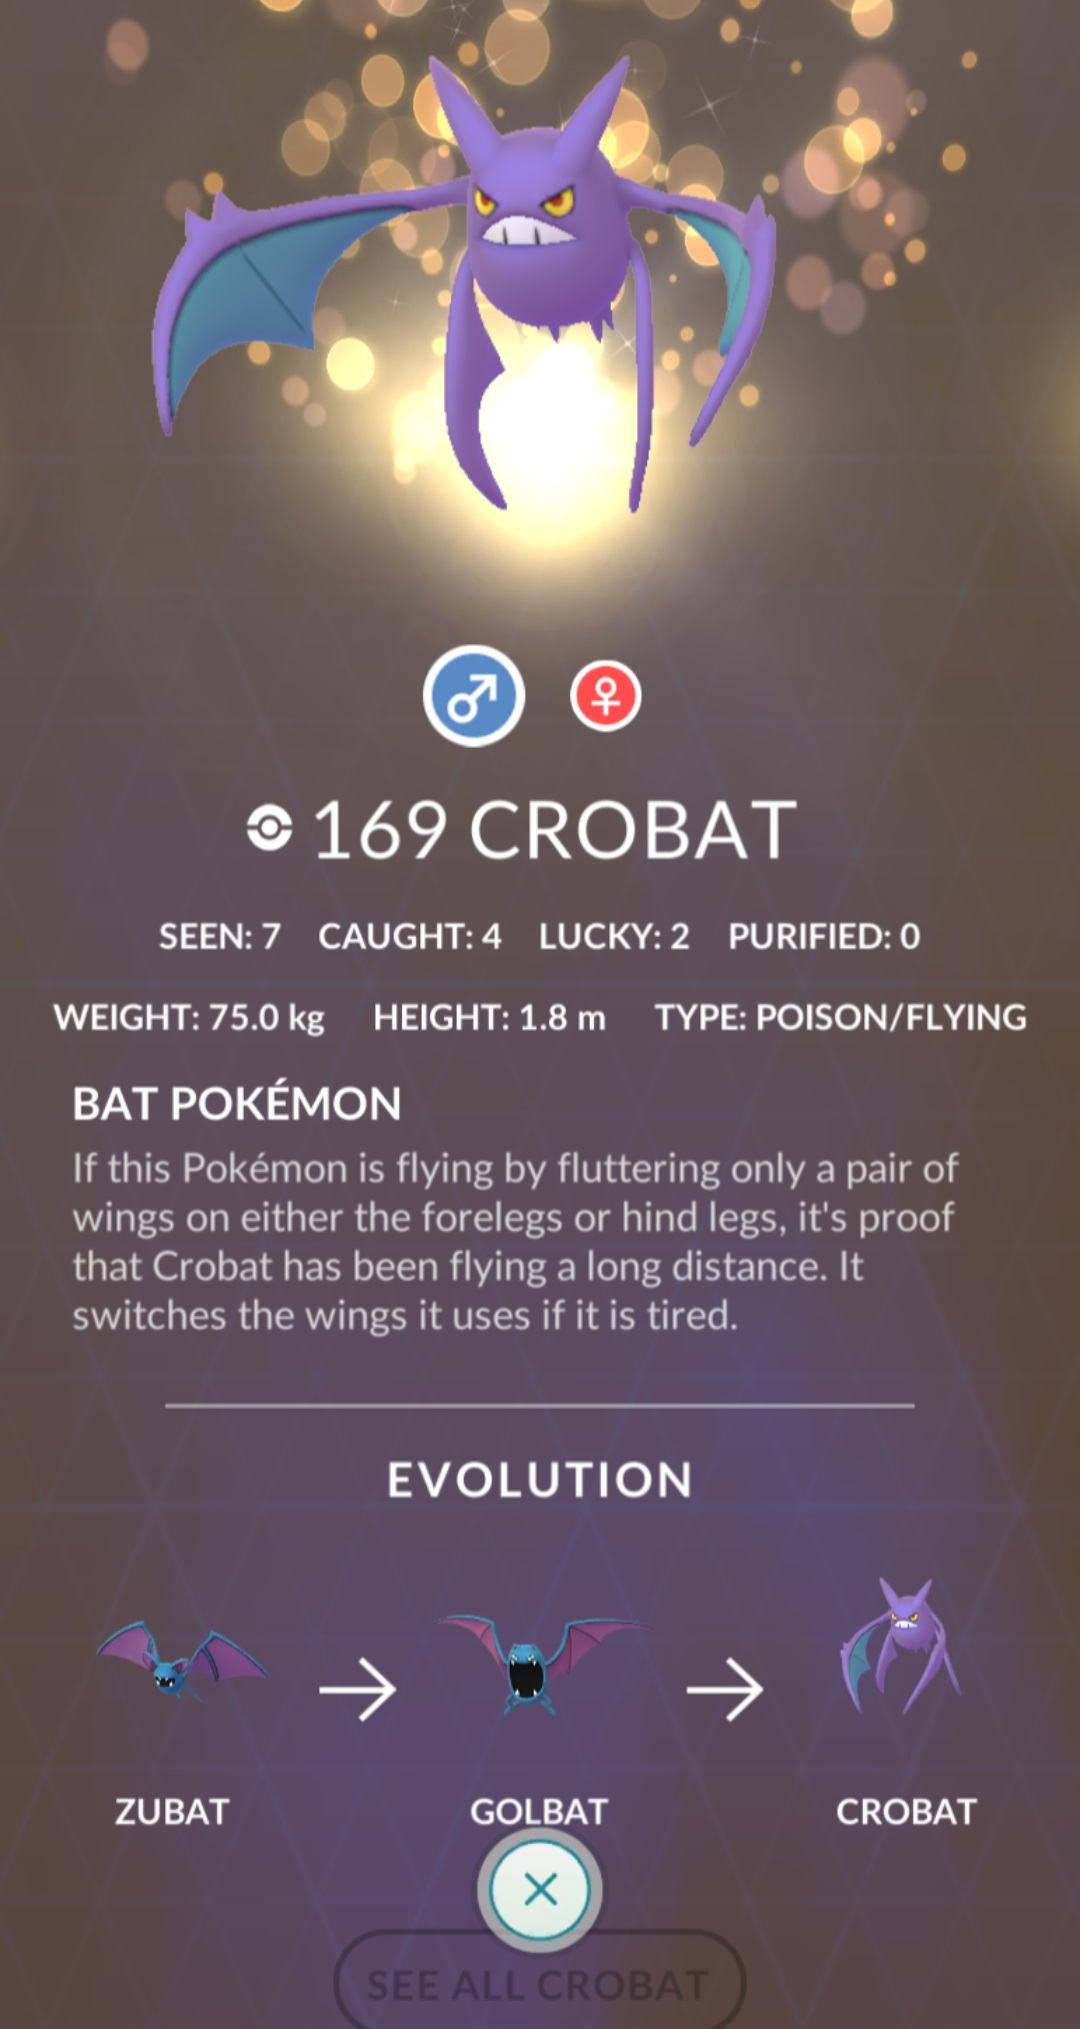 169 CROBAT
SEEN: 7 CAUGHT: 4 LUCKY: 2 PURIFIED: 0
WEIGHT: 75.0 kg HEIGHT: 1.8 m TYPE: POISON/FLYING
BAT POKÉMON
If this Pokémon is flying by fluttering only a pair of
wings on either the forelegs or hind legs, it's proof
that Crobat has been flying a long distance. It
switches the wings it uses if it is tired.
EVOLUTION
ZUBAT GOLBAT CROBAT
SEE ALL CROBAT